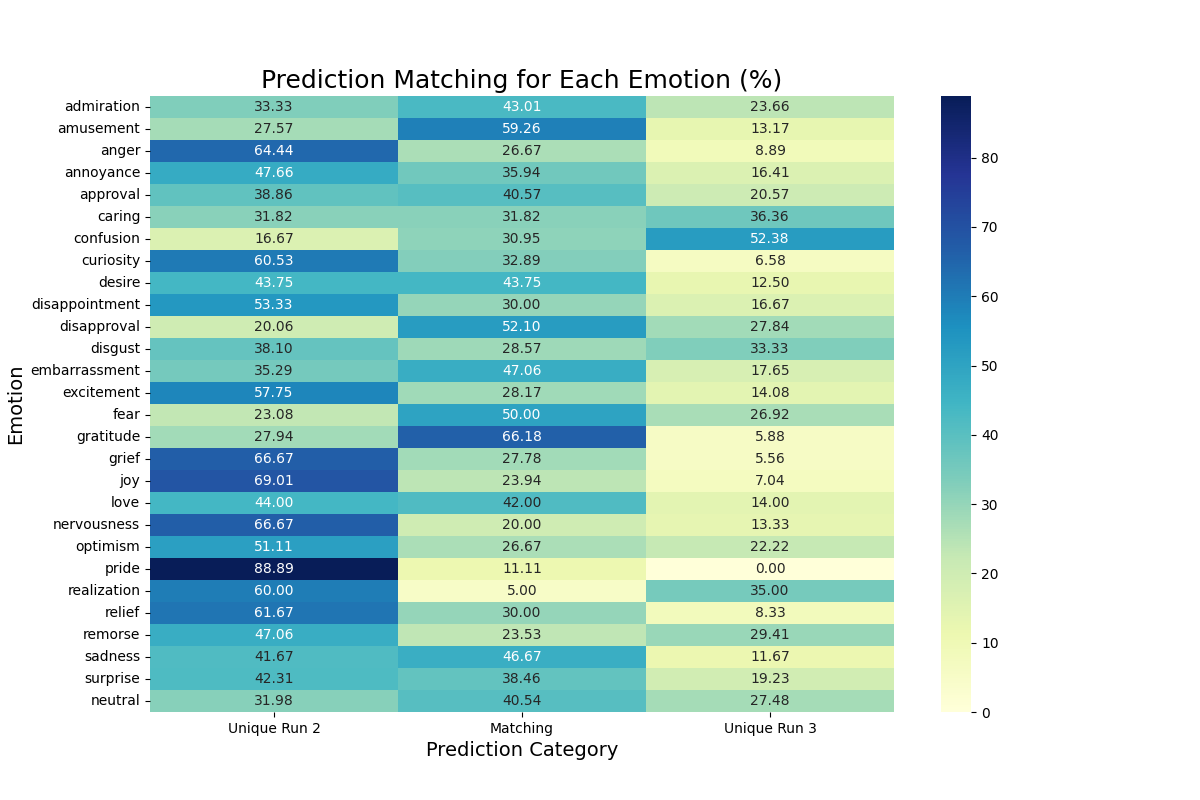 Prediction Matching for Each Emotion (%)
admiration 33.33 43.01 23.66
amusement 27.57 59.26 13.17
anger 64.44 26.67 8.89
annoyance 47.66 35.94 16.41
approval 38.86 40.57 20.57
caring 31.82 31.82 36.36
confusion 16.67 30.95 52.38
curiosity 60.53 32.89 6.58
desire 43.75 43.75 12.50
disappointment 53.33 30.00 16.67
disapproval 20.06 52.10 27.84
disgust 38.10 28.57 33.33
embarrassment 35.29 47.06 17.65
excitement 57.75 28.17 14.08
fear 23.08 50.00 26.92
gratitude 27.94 66.18 5.88
grief 66.67 27.78 5.56
joy 69.01 23.94 7.04
love 44.00 42.00 14.00
nervousness 66.67 20.00 13.33
optimism 51.11 26.67 22.22
pride 88.89 11.11 0.00
realization 60.00 5.00 35.00
relief 61.67 30.00 8.33
remorse 47.06 23.53 29.41
sadness 41.67 46.67 11.67
surprise 42.31 38.46 19.23
neutral 31.98 40.54 27.48
Unique Run 2 Matching Unique Run 3
Prediction Category
Emotion
80
70
60
50
40
30
20
10
0